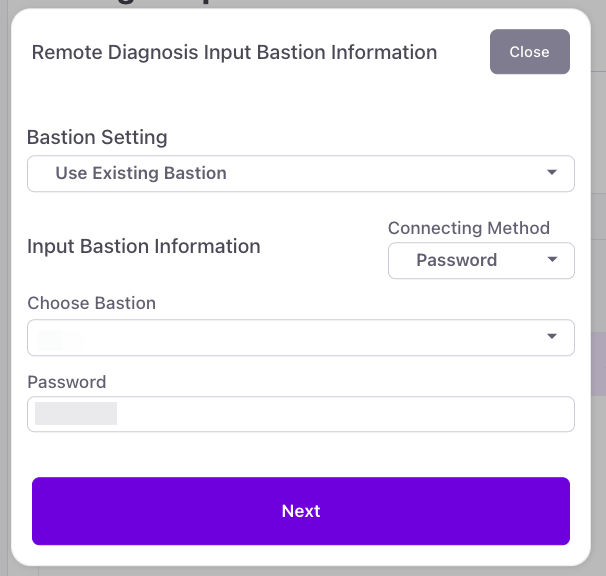 Remote Diagnosis Input Bastion Information
Close
Bastion Setting
Use Existing Bastion
Input Bastion Information
Connecting Method
Password
Choose Bastion
Password
Next